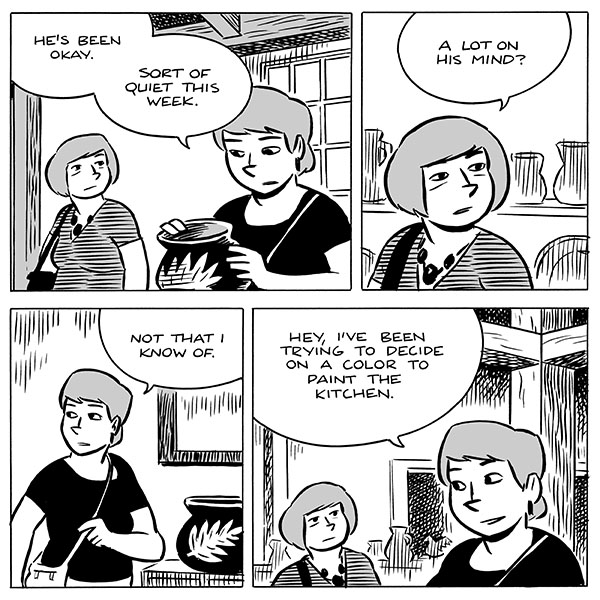 HE'S BEEN
OKAY.
SORT OF
QUIET THIS
WEEK.
A LOT ON
HIS MIND?
NOT THAT I
KNOW OF.
HEY, I'VE BEEN
TRYING TO DECIDE
ON A COLOR TO
PAINT THE
KITCHEN.